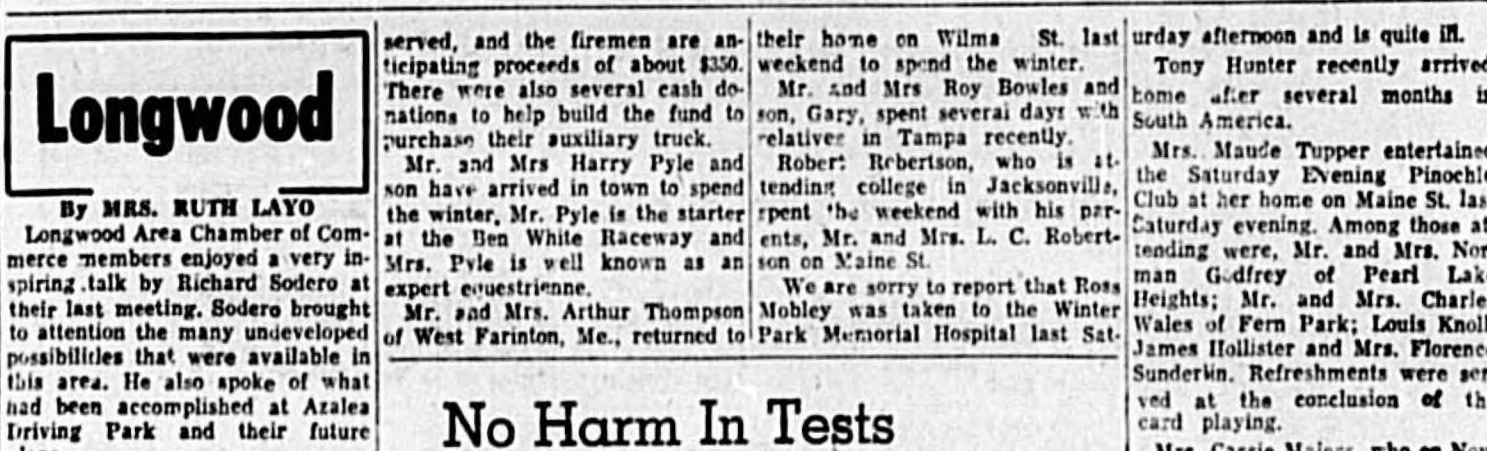 Longwood
By MRS. RUTH LAYO
Longwood Area Chamber of Com-
merce members enjoyed a very in-
spiring talk by Richard Sodero at
their last meeting. Sodero brought
to attention the many undeveloped
possibilities that were available in
this area. He also spoke of what
had been accomplished at Azalea
Driving Park and their future
served, and the firemen are an-
ticipating proceeds of about $350.
There were also several cash do-
nations to help build the fund to
purchase their auxiliary truck.
Mr. and Mrs Harry Pyle and
son have arrived in town to spend
the winter. Mr. Pyle is the starter
at the Ben White Raceway and
Mrs. Pyle is well known as an
expert equestrienne.
Mr. and Mrs. Arthur Thompson
of West Farinton, Me., returned to
their home on Wilma St. last
weekend to spend the winter.
Mr. and Mrs Roy Bowles and
son, Gary, spent several days with
relatives in Tampa recently.
Robert Robertson, who is at-
tending college in Jacksonville,
spent the weekend with his par-
ents, Mr. and Mrs. L. C. Robert-
son on Maine St.
We are sorry to report that Ross
Mobley was taken to the Winter
Park Memorial Hospital last Sat-
urday afternoon and is quite ill.
Tony Hunter recently arrived
home after several months in
South America.
Mrs. Maude Tupper entertained
the Saturday Evening Pinochle
Club at her home on Maine St. las
Saturday evening. Among those at
tending were, Mr. and Mrs. Nor
man Godfrey of Pearl Lake
Heights; Mr. and Mrs. Charles
Wales of Fern Park; Louis Knoll
James Hollister and Mrs. Florence
Sunderlin. Refreshments were ser
ved at the conclusion of th
card playing.
No Harm In Tests